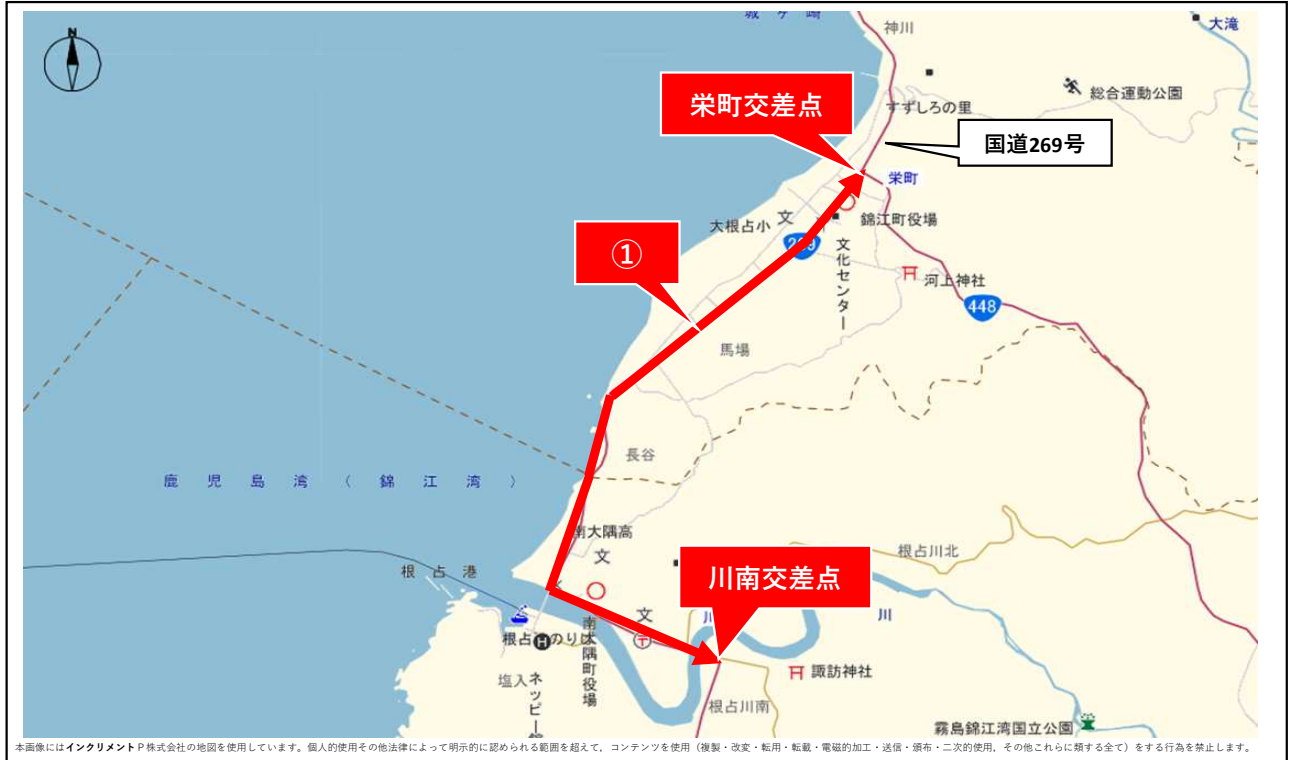 城ヶ崎
神川
大滝
N
栄町交差点
総合運動公園
すずしろの里
国道269号
栄町
大根占小
文
錦江町役場
269
文化センター
①
河上神社
448
馬場
長谷
鹿児島湾（錦江湾）
南大隅高
文
根占港
根占川北
川南交差点
文
川
川
根占
H
のりば
南大隅町役場
諏訪神社
塩入
ネッピー館
根占川南
霧島錦江湾国立公園
本画像にはインクリメントP株式会社の地図を使用しています。個人的使用その他法律によって明示的に認められる範囲を超えて，コンテンツを使用（複製・改変・転用・転載・電磁的加工・送信・頒布・二次的使用，その他これらに類する全て）をする行為を禁止します。